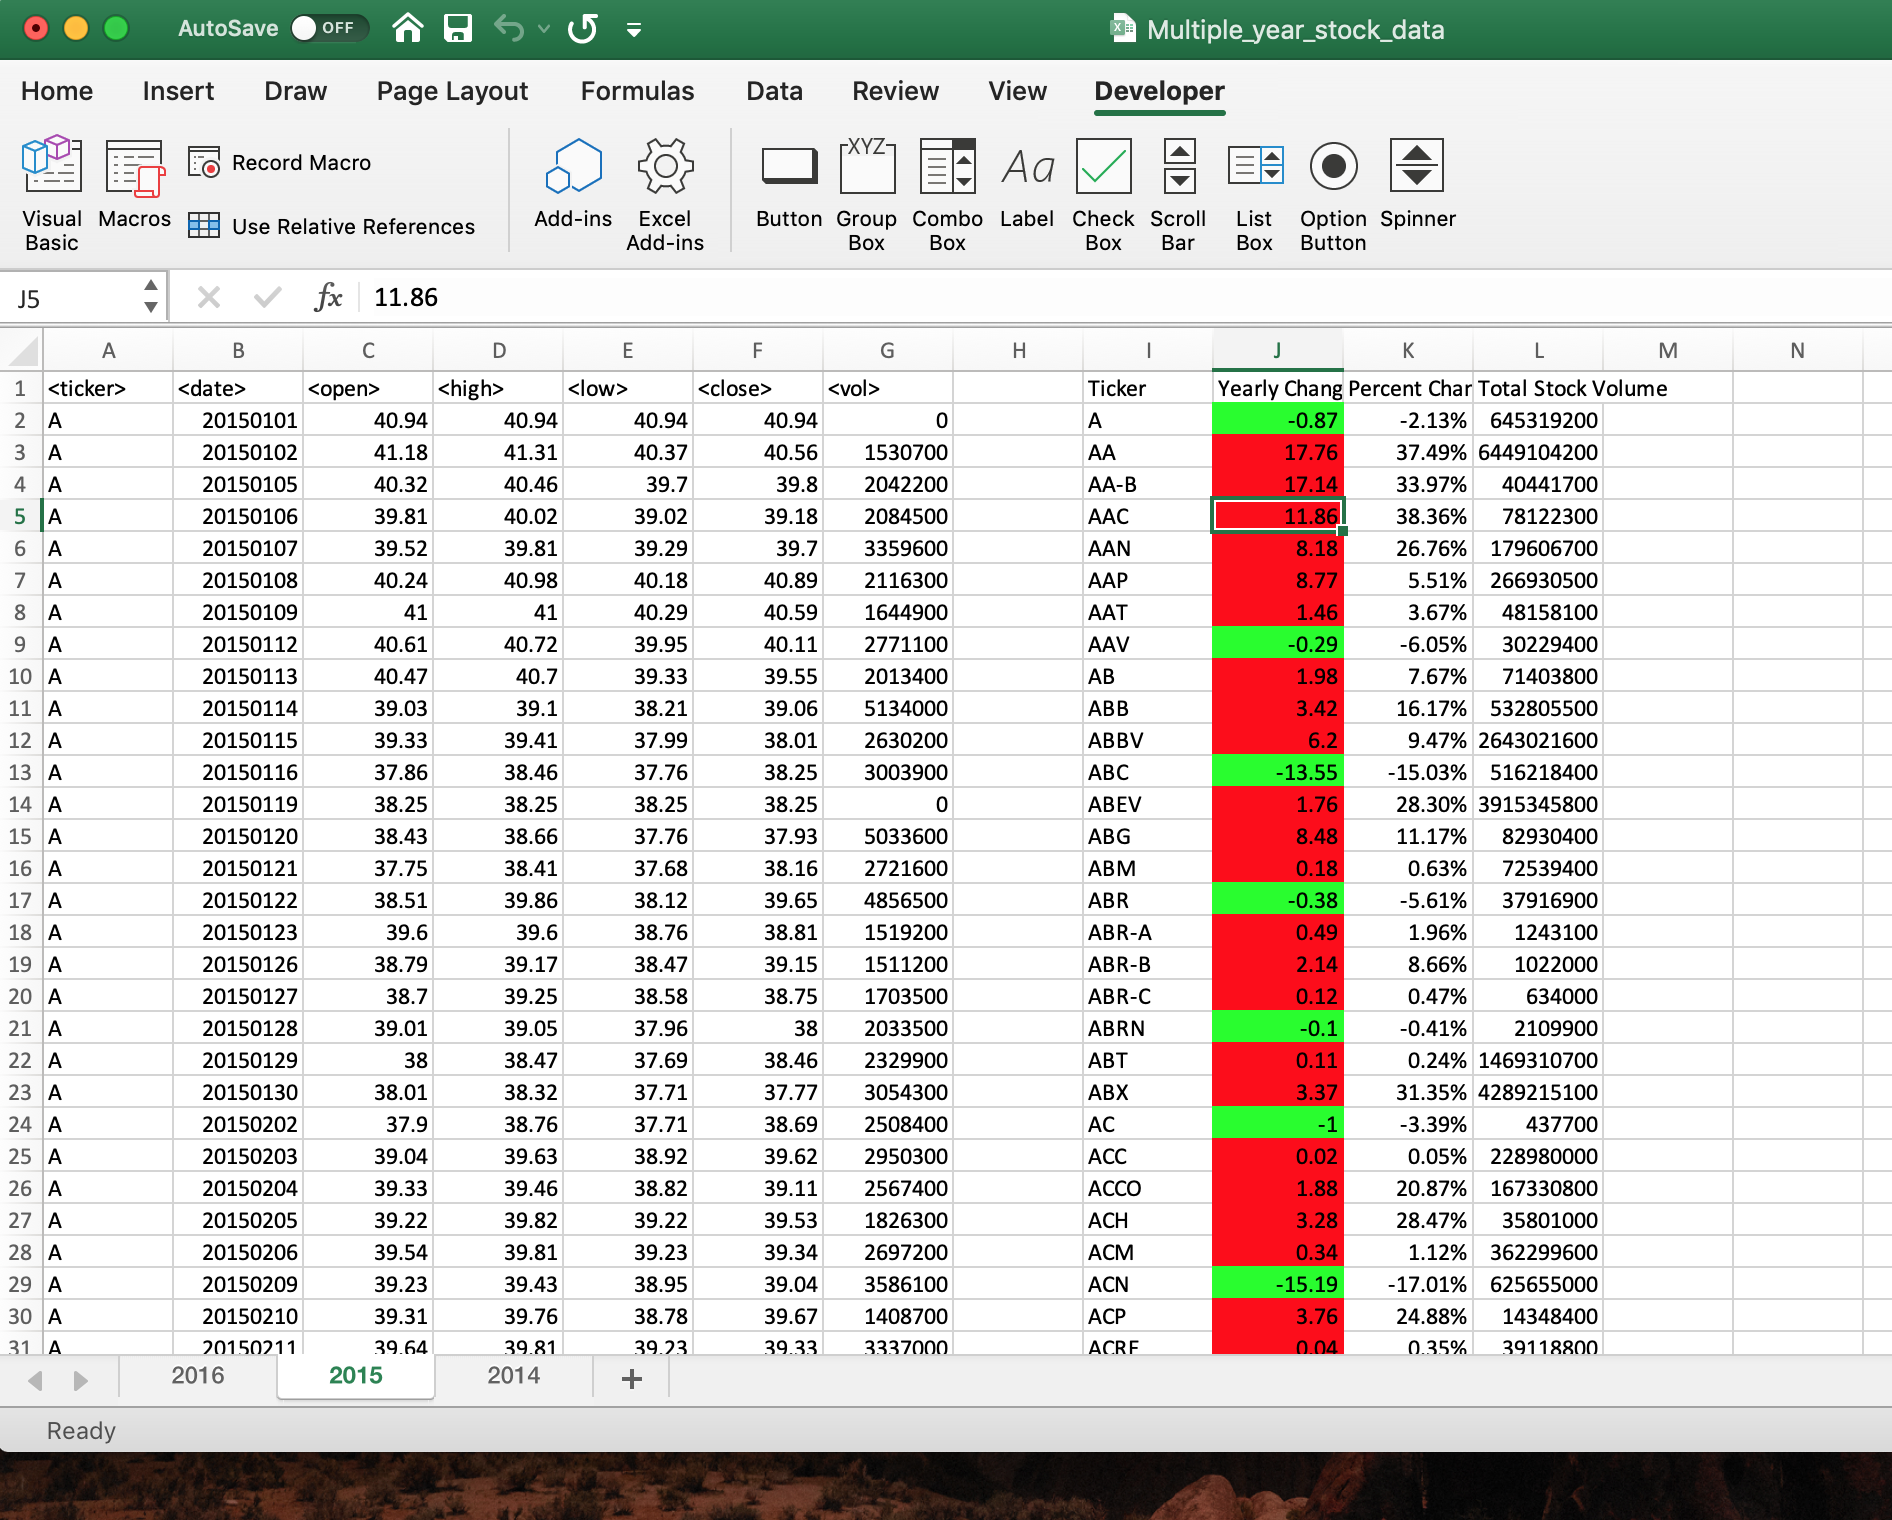 AutoSave OFF Multiple_year_stock_data
Home Insert Draw Page Layout Formulas Data Review View Developer
Visual Basic Macros Record Macro Use Relative References Add-ins Excel Add-ins Button Group Box Combo Box Label Check Box Scroll Bar List Box Option Button Spinner
XYZ Aa
J5 fx 11.86
A B C D E F G H I J K L M N
1 <ticker> <date> <open> <high> <low> <close> <vol> Ticker Yearly Chang Percent Char Total Stock Volume
2 A 20150101 40.94 40.94 40.94 40.94 0 A -0.87 -2.13% 645319200
3 A 20150102 41.18 41.31 40.37 40.56 1530700 AA 17.76 37.49% 6449104200
4 A 20150105 40.32 40.46 39.7 39.8 2042200 AA-B 17.14 33.97% 40441700
5 A 20150106 39.81 40.02 39.02 39.18 2084500 AAC 11.86 38.36% 78122300
6 A 20150107 39.52 39.81 39.29 39.7 3359600 AAN 8.18 26.76% 179606700
7 A 20150108 40.24 40.98 40.18 40.89 2116300 AAP 8.77 5.51% 266930500
8 A 20150109 41 41 40.29 40.59 1644900 AAT 1.46 3.67% 48158100
9 A 20150112 40.61 40.72 39.95 40.11 2771100 AAV -0.29 -6.05% 30229400
10 A 20150113 40.47 40.7 39.33 39.55 2013400 AB 1.98 7.67% 71403800
11 A 20150114 39.03 39.1 38.21 39.06 5134000 ABB 3.42 16.17% 532805500
12 A 20150115 39.33 39.41 37.99 38.01 2630200 ABBV 6.2 9.47% 2643021600
13 A 20150116 37.86 38.46 37.76 38.25 3003900 ABC -13.55 -15.03% 516218400
14 A 20150119 38.25 38.25 38.25 38.25 0 ABEV 1.76 28.30% 3915345800
15 A 20150120 38.43 38.66 37.76 37.93 5033600 ABG 8.48 11.17% 82930400
16 A 20150121 37.75 38.41 37.68 38.16 2721600 ABM 0.18 0.63% 72539400
17 A 20150122 38.51 39.86 38.12 39.65 4856500 ABR -0.38 -5.61% 37916900
18 A 20150123 39.6 39.6 38.76 38.81 1519200 ABR-A 0.49 1.96% 1243100
19 A 20150126 38.79 39.17 38.47 39.15 1511200 ABR-B 2.14 8.66% 1022000
20 A 20150127 38.7 39.25 38.58 38.75 1703500 ABR-C 0.12 0.47% 634000
21 A 20150128 39.01 39.05 37.96 38 2033500 ABRN -0.1 -0.41% 2109900
22 A 20150129 38 38.47 37.69 38.46 2329900 ABT 0.11 0.24% 1469310700
23 A 20150130 38.01 38.32 37.71 37.77 3054300 ABX 3.37 31.35% 4289215100
24 A 20150202 37.9 38.76 37.71 38.69 2508400 AC -1 -3.39% 437700
25 A 20150203 39.04 39.63 38.92 39.62 2950300 ACC 0.02 0.05% 228980000
26 A 20150204 39.33 39.46 38.82 39.11 2567400 ACCO 1.88 20.87% 167330800
27 A 20150205 39.22 39.82 39.22 39.53 1826300 ACH 3.28 28.47% 35801000
28 A 20150206 39.54 39.81 39.23 39.34 2697200 ACM 0.34 1.12% 362299600
29 A 20150209 39.23 39.43 38.95 39.04 3586100 ACN -15.19 -17.01% 625655000
30 A 20150210 39.31 39.76 38.78 39.67 1408700 ACP 3.76 24.88% 14348400
31 A 20150211 39.64 39.81 39.23 39.33 3337000 ACRE 0.04 0.35% 39118800
2016 2015 2014 +
Ready